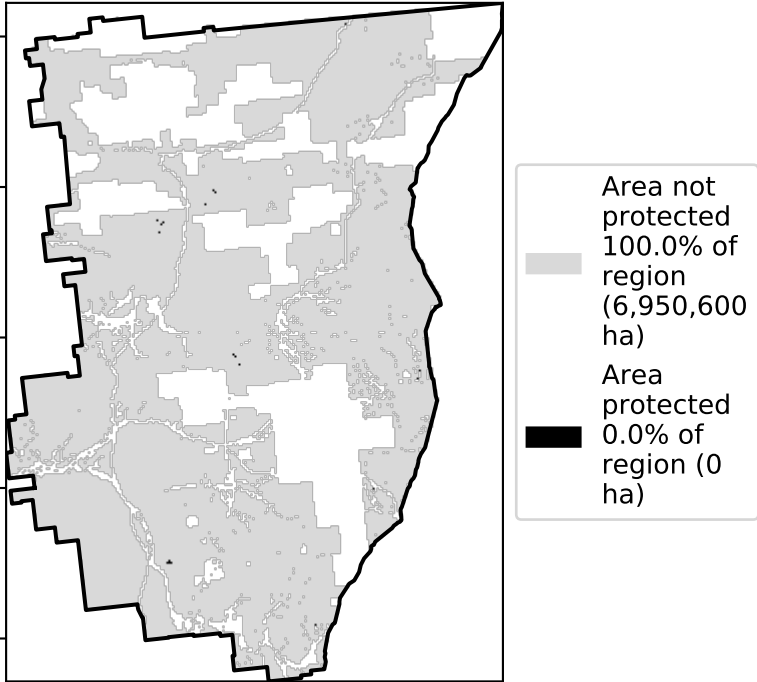 Area not
protected
100.0% of
region
(6,950,600
ha)
Area
protected
0.0% of
region (0
ha)